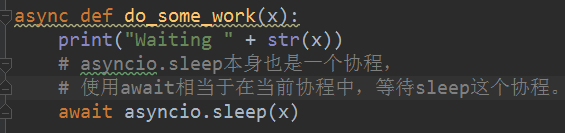 async def do_some_work(x):
    print("Waiting " + str(x))
    # asyncio.sleep本身也是一个协程，
    # 使用await相当于在当前协程中，等待sleep这个协程。
    await asyncio.sleep(x)